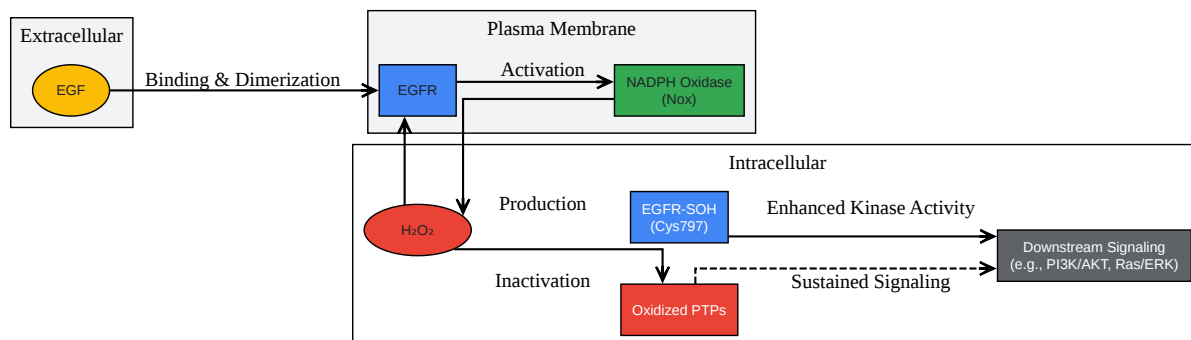 Extracellular
Plasma Membrane
EGF
Binding & Dimerization
EGFR
Activation
NADPH Oxidase
(Nox)
Intracellular
H₂O₂
Production
EGFR-SOH
(Cys797)
Enhanced Kinase Activity
Downstream Signaling
(e.g., PI3K/AKT, Ras/ERK)
Inactivation
Oxidized PTPs
Sustained Signaling